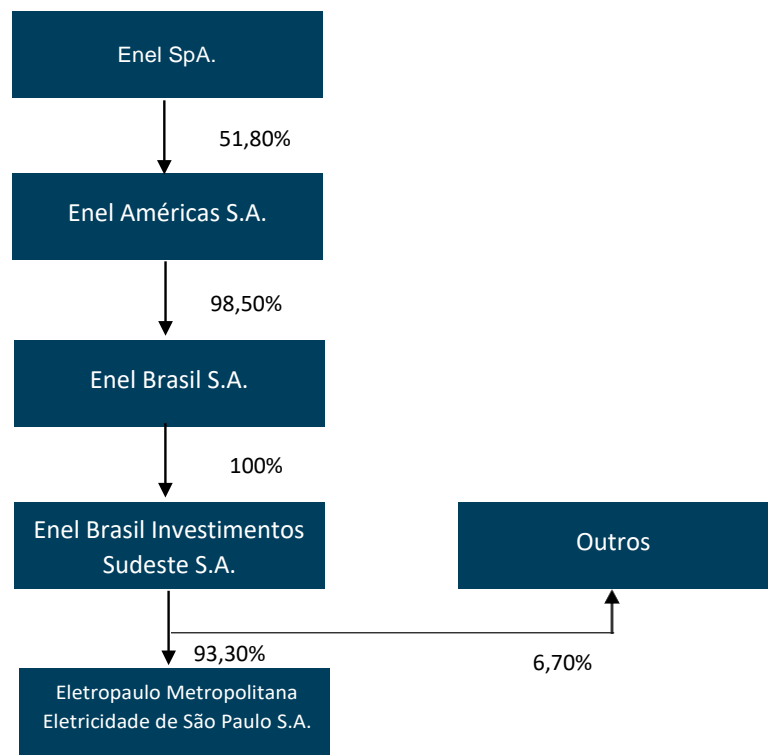 Enel SpA.
51,80%
Enel Américas S.A.
98,50%
Enel Brasil S.A.
100%
Enel Brasil Investimentos
Sudeste S.A.
Outros
93,30%
6,70%
Eletropaulo Metropolitana
Eletricidade de São Paulo S.A.